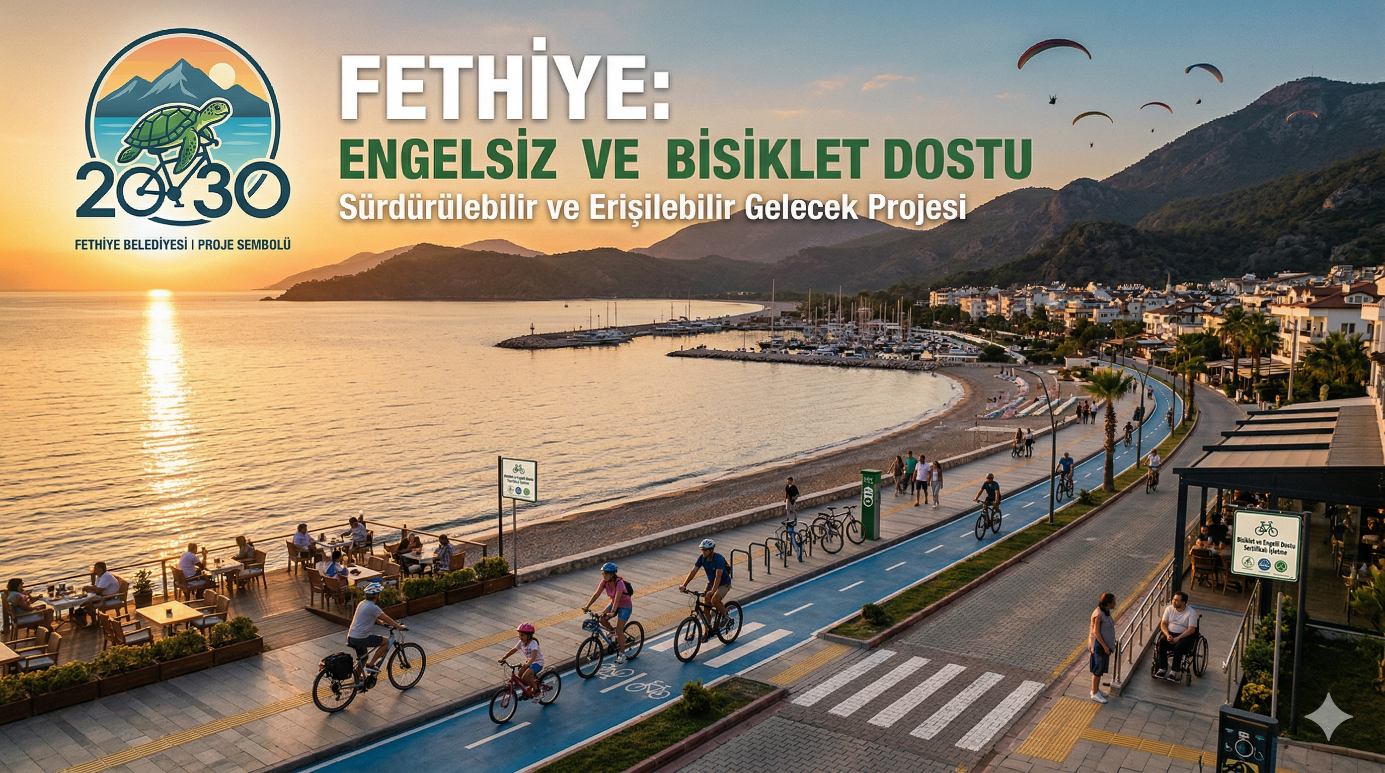 FETHİYE:
ENGELSİZ VE BİSİKLET DOSTU
Sürdürülebilir ve Erişilebilir Gelecek Projesi
2030
FETHİYE BELEDİYESİ | PROJE SEMBOLÜ
Bisiklet ve Engelli Dostu
Sertifikalı İşletme